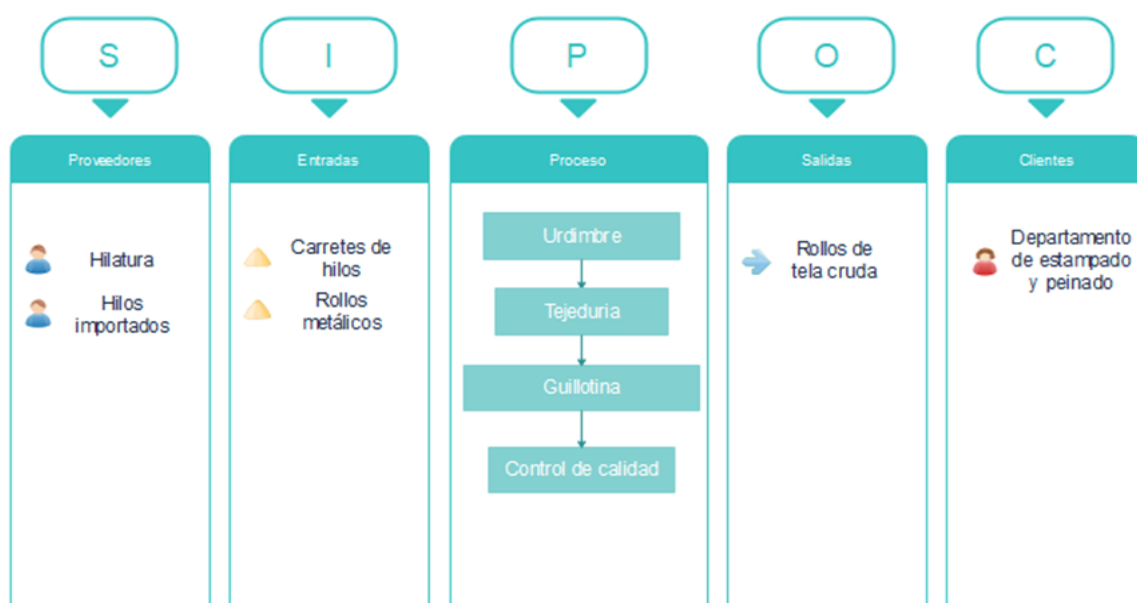 S
I
P
O
C
Proveedores
Entradas
Proceso
Salidas
Clientes
Hilatura
Hilos
importados
Carretes de
hilos
Rollos
metálicos
Urdimbre
Tejeduria
Guillotina
Control de calidad
Rollos de
tela cruda
Departamento
de estampado
y peinado